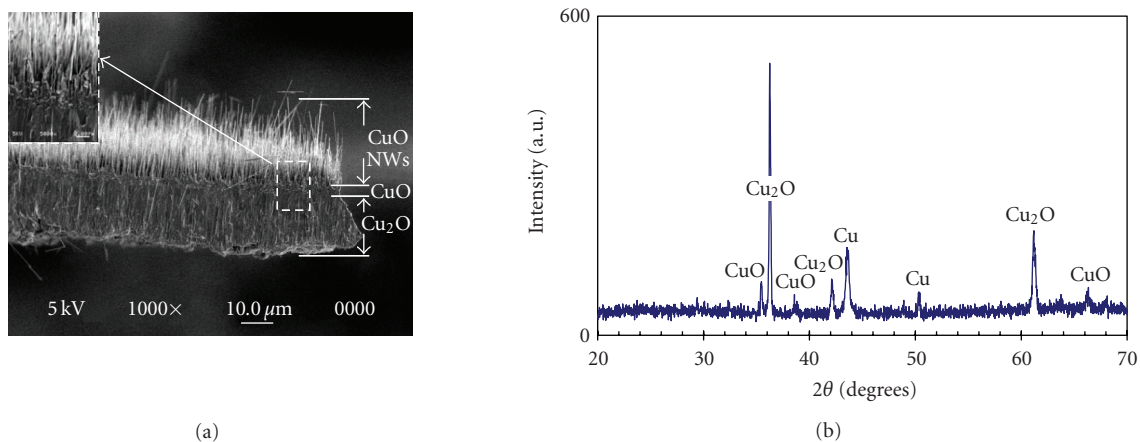 CuO
NWs
CuO
Cu₂O
5 kV 1000× 10.0 μm 0000
(a)
600
0
Intensity (a.u.)
CuO
Cu₂O
CuO
Cu₂O
Cu
Cu
Cu₂O
CuO
20 30 40 50 60 70
2θ (degrees)
(b)